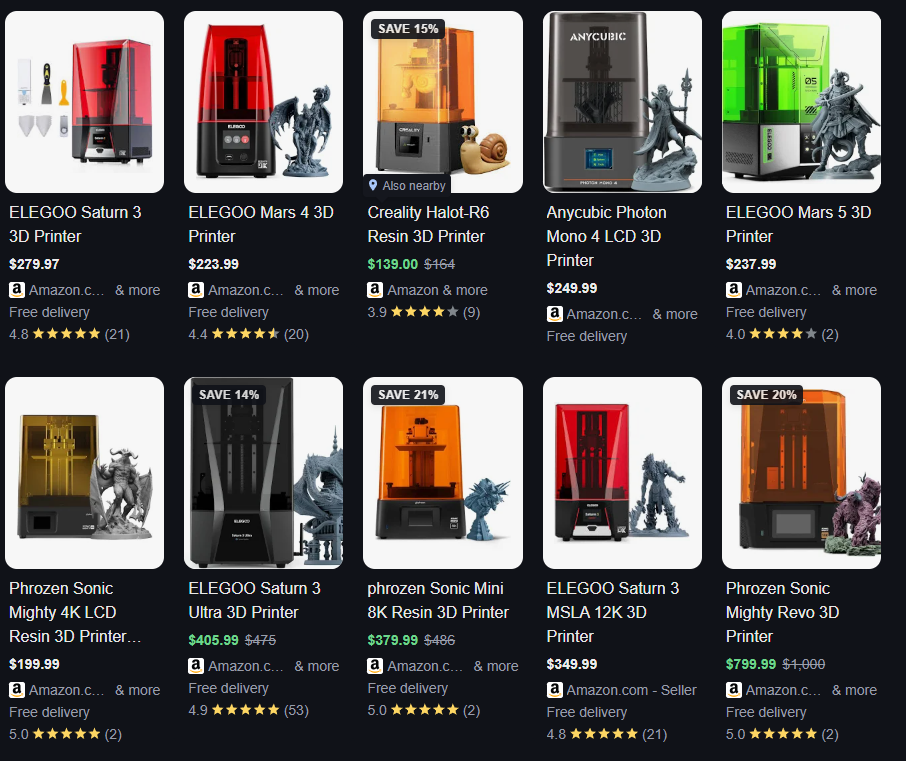 SAVE 15%
ANYCUBIC
ELEGOO
CREALITY
05
ELEGOO
PHOTON MONO 4
Also nearby
ELEGOO Saturn 3
3D Printer
$279.97
Amazon.c... & more
Free delivery
4.8 (21)
ELEGOO Mars 4 3D
Printer
$223.99
Amazon.c... & more
Free delivery
4.4 (20)
Creality Halot-R6
Resin 3D Printer
$139.00 $164
Amazon & more
3.9 (9)
Anycubic Photon
Mono 4 LCD 3D
Printer
$249.99
Amazon.c... & more
Free delivery
ELEGOO Mars 5 3D
Printer
$237.99
Amazon.c... & more
Free delivery
4.0 (2)
SAVE 14%
SAVE 21%
SAVE 20%
ELEGOO
Phrozen Sonic
Mighty 4K LCD
Resin 3D Printer...
$199.99
Amazon.c... & more
Free delivery
5.0 (2)
ELEGOO Saturn 3
Ultra 3D Printer
$405.99 $475
Amazon.c... & more
Free delivery
4.9 (53)
phrozen Sonic Mini
8K Resin 3D Printer
$379.99 $486
Amazon.c... & more
Free delivery
5.0 (2)
ELEGOO Saturn 3
MSLA 12K 3D
Printer
$349.99
Amazon.com - Seller
Free delivery
4.8 (21)
Phrozen Sonic
Mighty Revo 3D
Printer
$799.99 $1,000
Amazon.c... & more
Free delivery
5.0 (2)